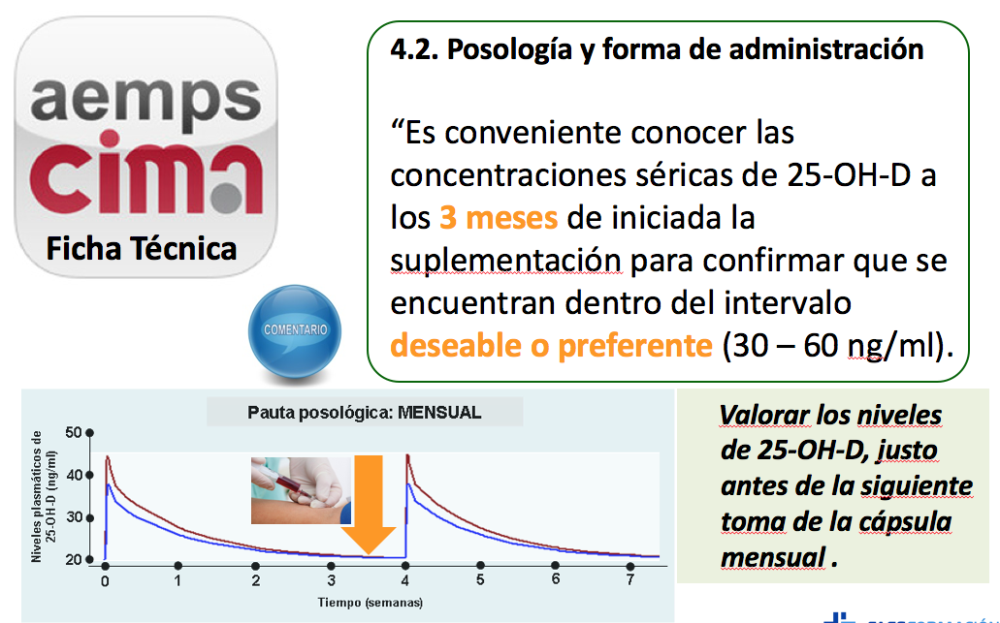 aemps
cima
Ficha Técnica
4.2. Posología y forma de administración
“Es conveniente conocer las
concentraciones séricas de 25-OH-D a
los 3 meses de iniciada la
suplementación para confirmar que se
encuentran dentro del intervalo
deseable o preferente (30 – 60 ng/ml).
COMENTARIO
Pauta posológica: MENSUAL
Niveles plasmáticos de
25-OH-D (ng/ml)
50
40
30
20
0 1 2 3 4 5 6 7
Tiempo (semanas)
Valorar los niveles
de 25-OH-D, justo
antes de la siguiente
toma de la cápsula
mensual .